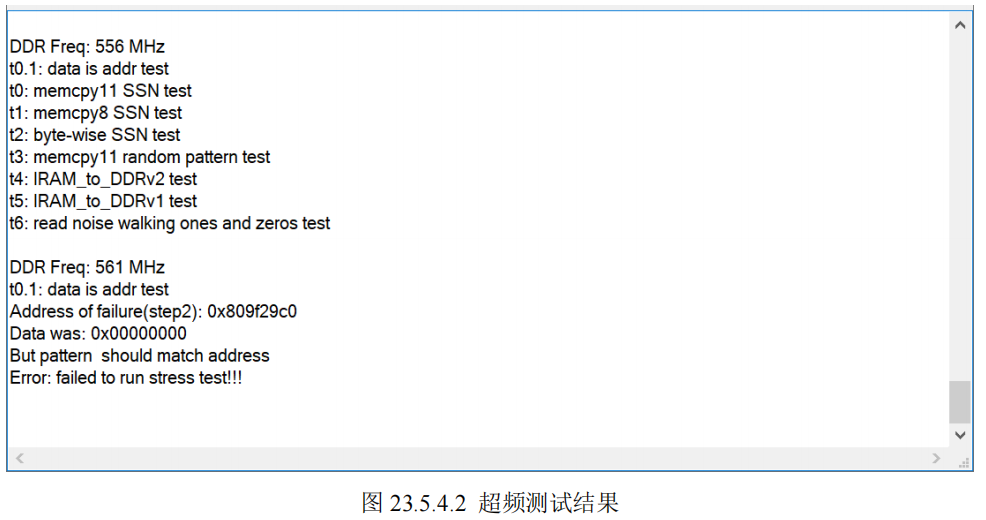 DDR Freq: 556 MHz
t0.1: data is addr test
t0: memcpy11 SSN test
t1: memcpy8 SSN test
t2: byte-wise SSN test
t3: memcpy11 random pattern test
t4: IRAM_to_DDRv2 test
t5: IRAM_to_DDRv1 test
t6: read noise walking ones and zeros test
DDR Freq: 561 MHz
t0.1: data is addr test
Address of failure(step2): 0x809f29c0
Data was: 0x00000000
But pattern  should match address
Error: failed to run stress test!!!
图 23.5.4.2 超频测试结果